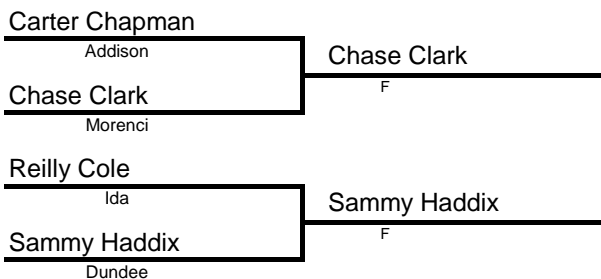 Carter Chapman
Addison
Chase Clark
F
Chase Clark
Morenci
Reilly Cole
Ida
Sammy Haddix
F
Sammy Haddix
Dundee